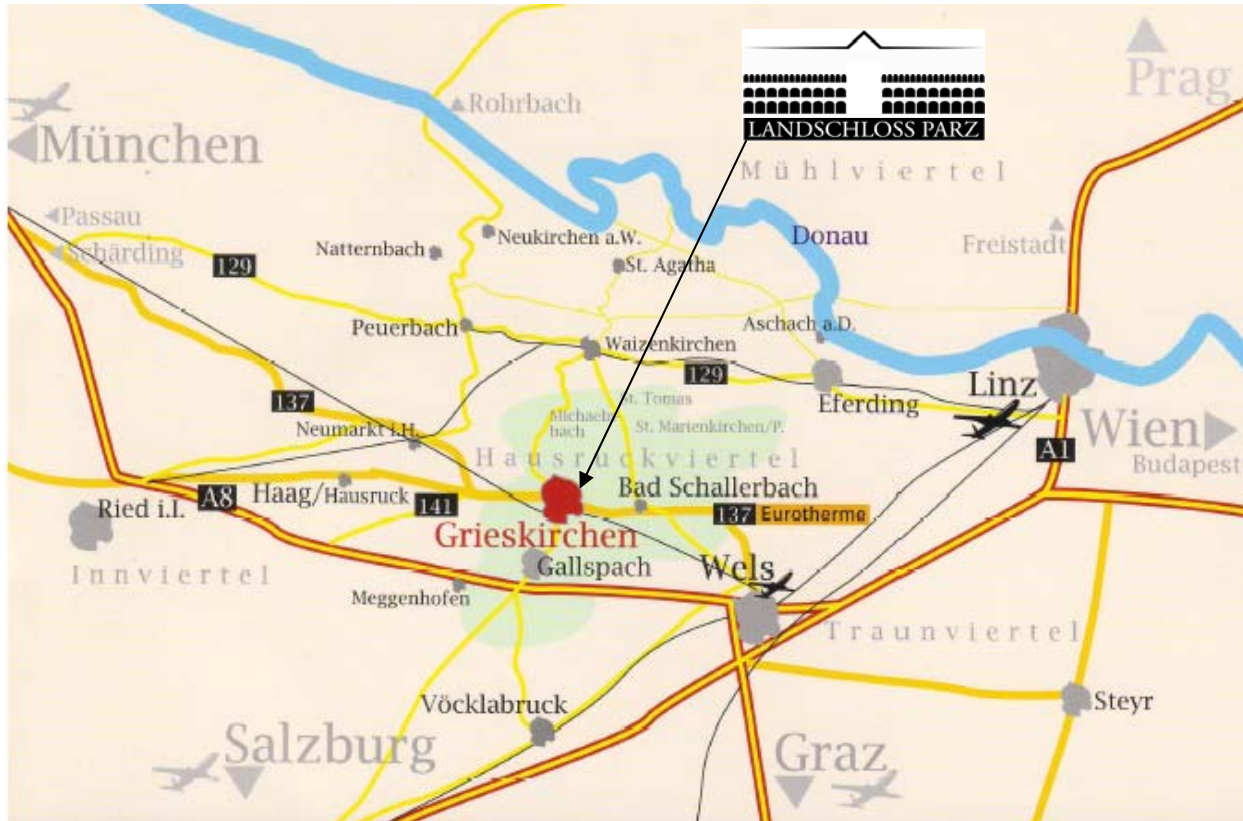 LANDSCHLOSS PARZ
Prag
Rohrbach
München
Mühlviertel
Passau
Schärding
Natternbach
Neukirchen a.W.
Donau
Freistadt
129
St. Agatha
Peuerbach
Waizenkirchen
Aschach a.D.
129
Linz
Eferding
137
St. Tomas
Michaeln-
bach
St. Marienkirchen/P.
Neumarkt i.H.
Wien
A1
Budapest
Hausruckviertel
Haag/Hausruck
Bad Schallerbach
A8
141
Ried i.I.
137 Eurotherme
Grieskirchen
Gallspach
Wels
Innviertel
Meggenhofen
Traunviertel
Vöcklabruck
Steyr
Salzburg
Graz